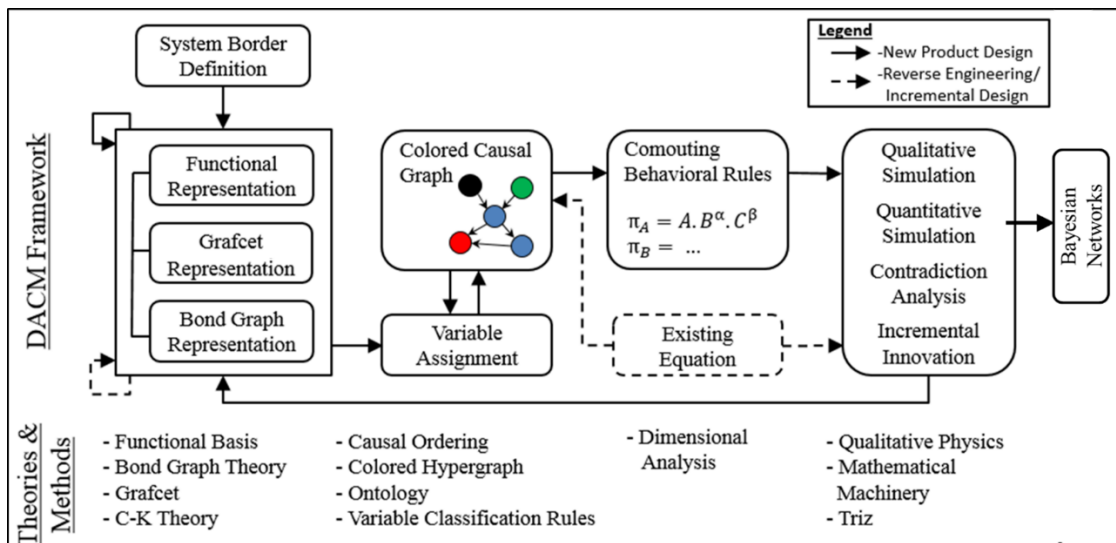 System Border
Definition
Legend
-New Product Design
-Reverse Engineering/
Incremental Design
DACM Framework
Functional
Representation
Grafcet
Representation
Bond Graph
Representation
Colored Causal
Graph
Variable
Assignment
Comouting
Behavioral Rules
π_A = A.B^α.C^β
π_B = ...
Existing
Equation
Qualitative
Simulation
Quantitative
Simulation
Contradiction
Analysis
Incremental
Innovation
Bayesian
Networks
Theories &
Methods
- Functional Basis
- Bond Graph Theory
- Grafcet
- C-K Theory
- Causal Ordering
- Colored Hypergraph
- Ontology
- Variable Classification Rules
- Dimensional
Analysis
- Qualitative Physics
- Mathematical
Machinery
- Triz